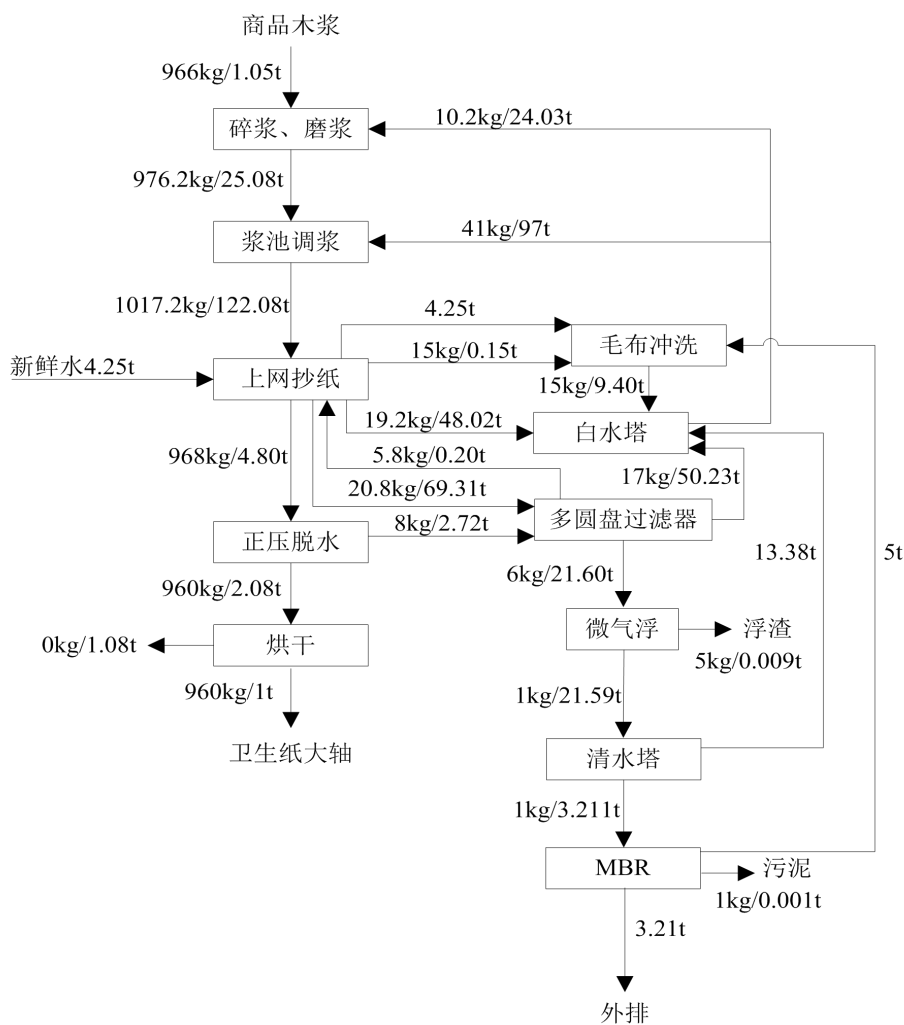 商品木浆
966kg/1.05t
碎浆、磨浆
10.2kg/24.03t
976.2kg/25.08t
浆池调浆
41kg/97t
1017.2kg/122.08t
4.25t
毛布冲洗
新鲜水4.25t
上网抄纸
15kg/0.15t
15kg/9.40t
19.2kg/48.02t
白水塔
968kg/4.80t
5.8kg/0.20t
17kg/50.23t
20.8kg/69.31t
多圆盘过滤器
正压脱水
8kg/2.72t
13.38t
5t
960kg/2.08t
6kg/21.60t
0kg/1.08t
烘干
微气浮
浮渣
5kg/0.009t
960kg/1t
1kg/21.59t
卫生纸大轴
清水塔
1kg/3.211t
MBR
污泥
1kg/0.001t
3.21t
外排